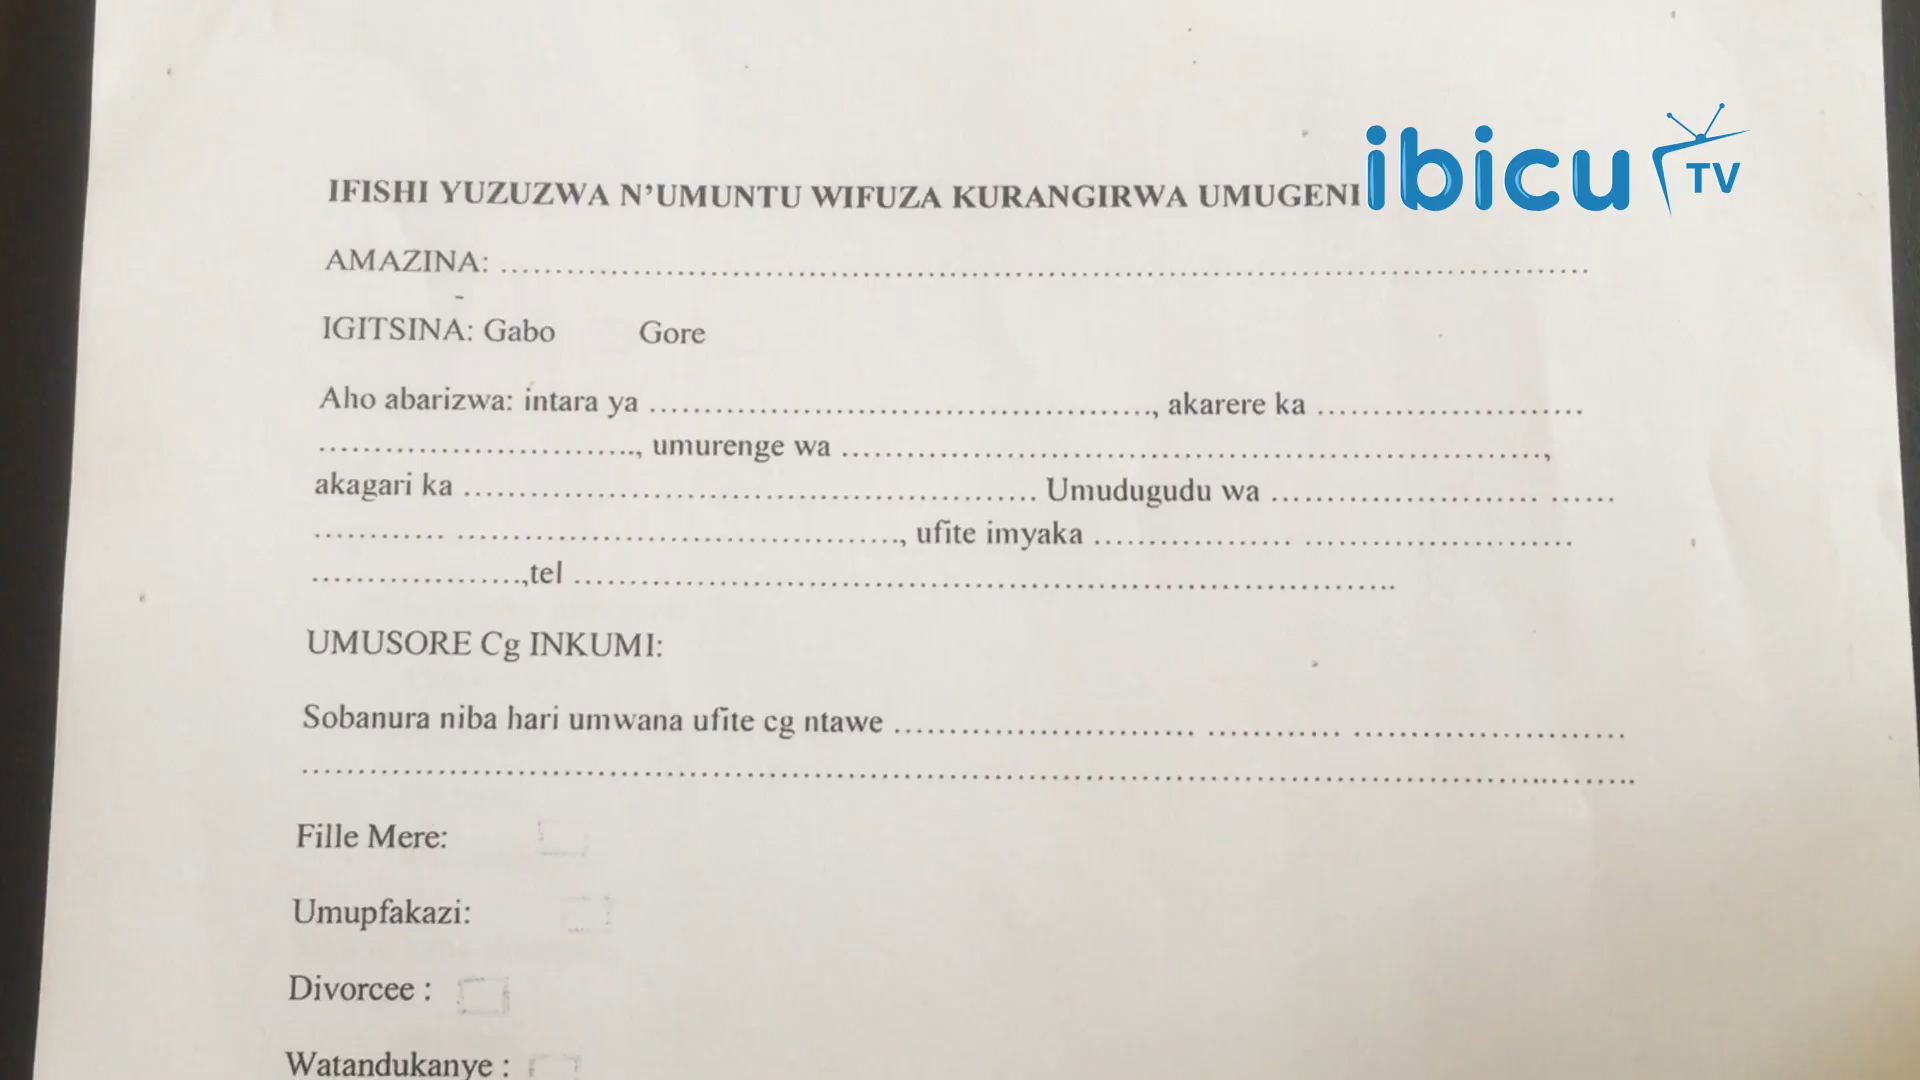 ibicu TV
IFISHI YUZUZWA N'UMUNTU WIFUZA KURANGIRWA UMUGENI
AMAZINA: ...........................................................................
IGITSINA: Gabo Gore
Aho abarizwa: intara ya .............................................., akarere ka ........................
............................., umurenge wa ................................................................,
akagari ka .................................................... Umudugudu wa ........................ ......
............ ........................................., ufite imyaka .................. .........................
...................,tel ...........................................................................
UMUSORE Cg INKUMI:
Sobanura niba hari umwana ufite cg ntawe ............................ ............ .........................
.........................................................................................................................
Fille Mere:
Umupfakazi:
Divorcee :
Watandukanye :